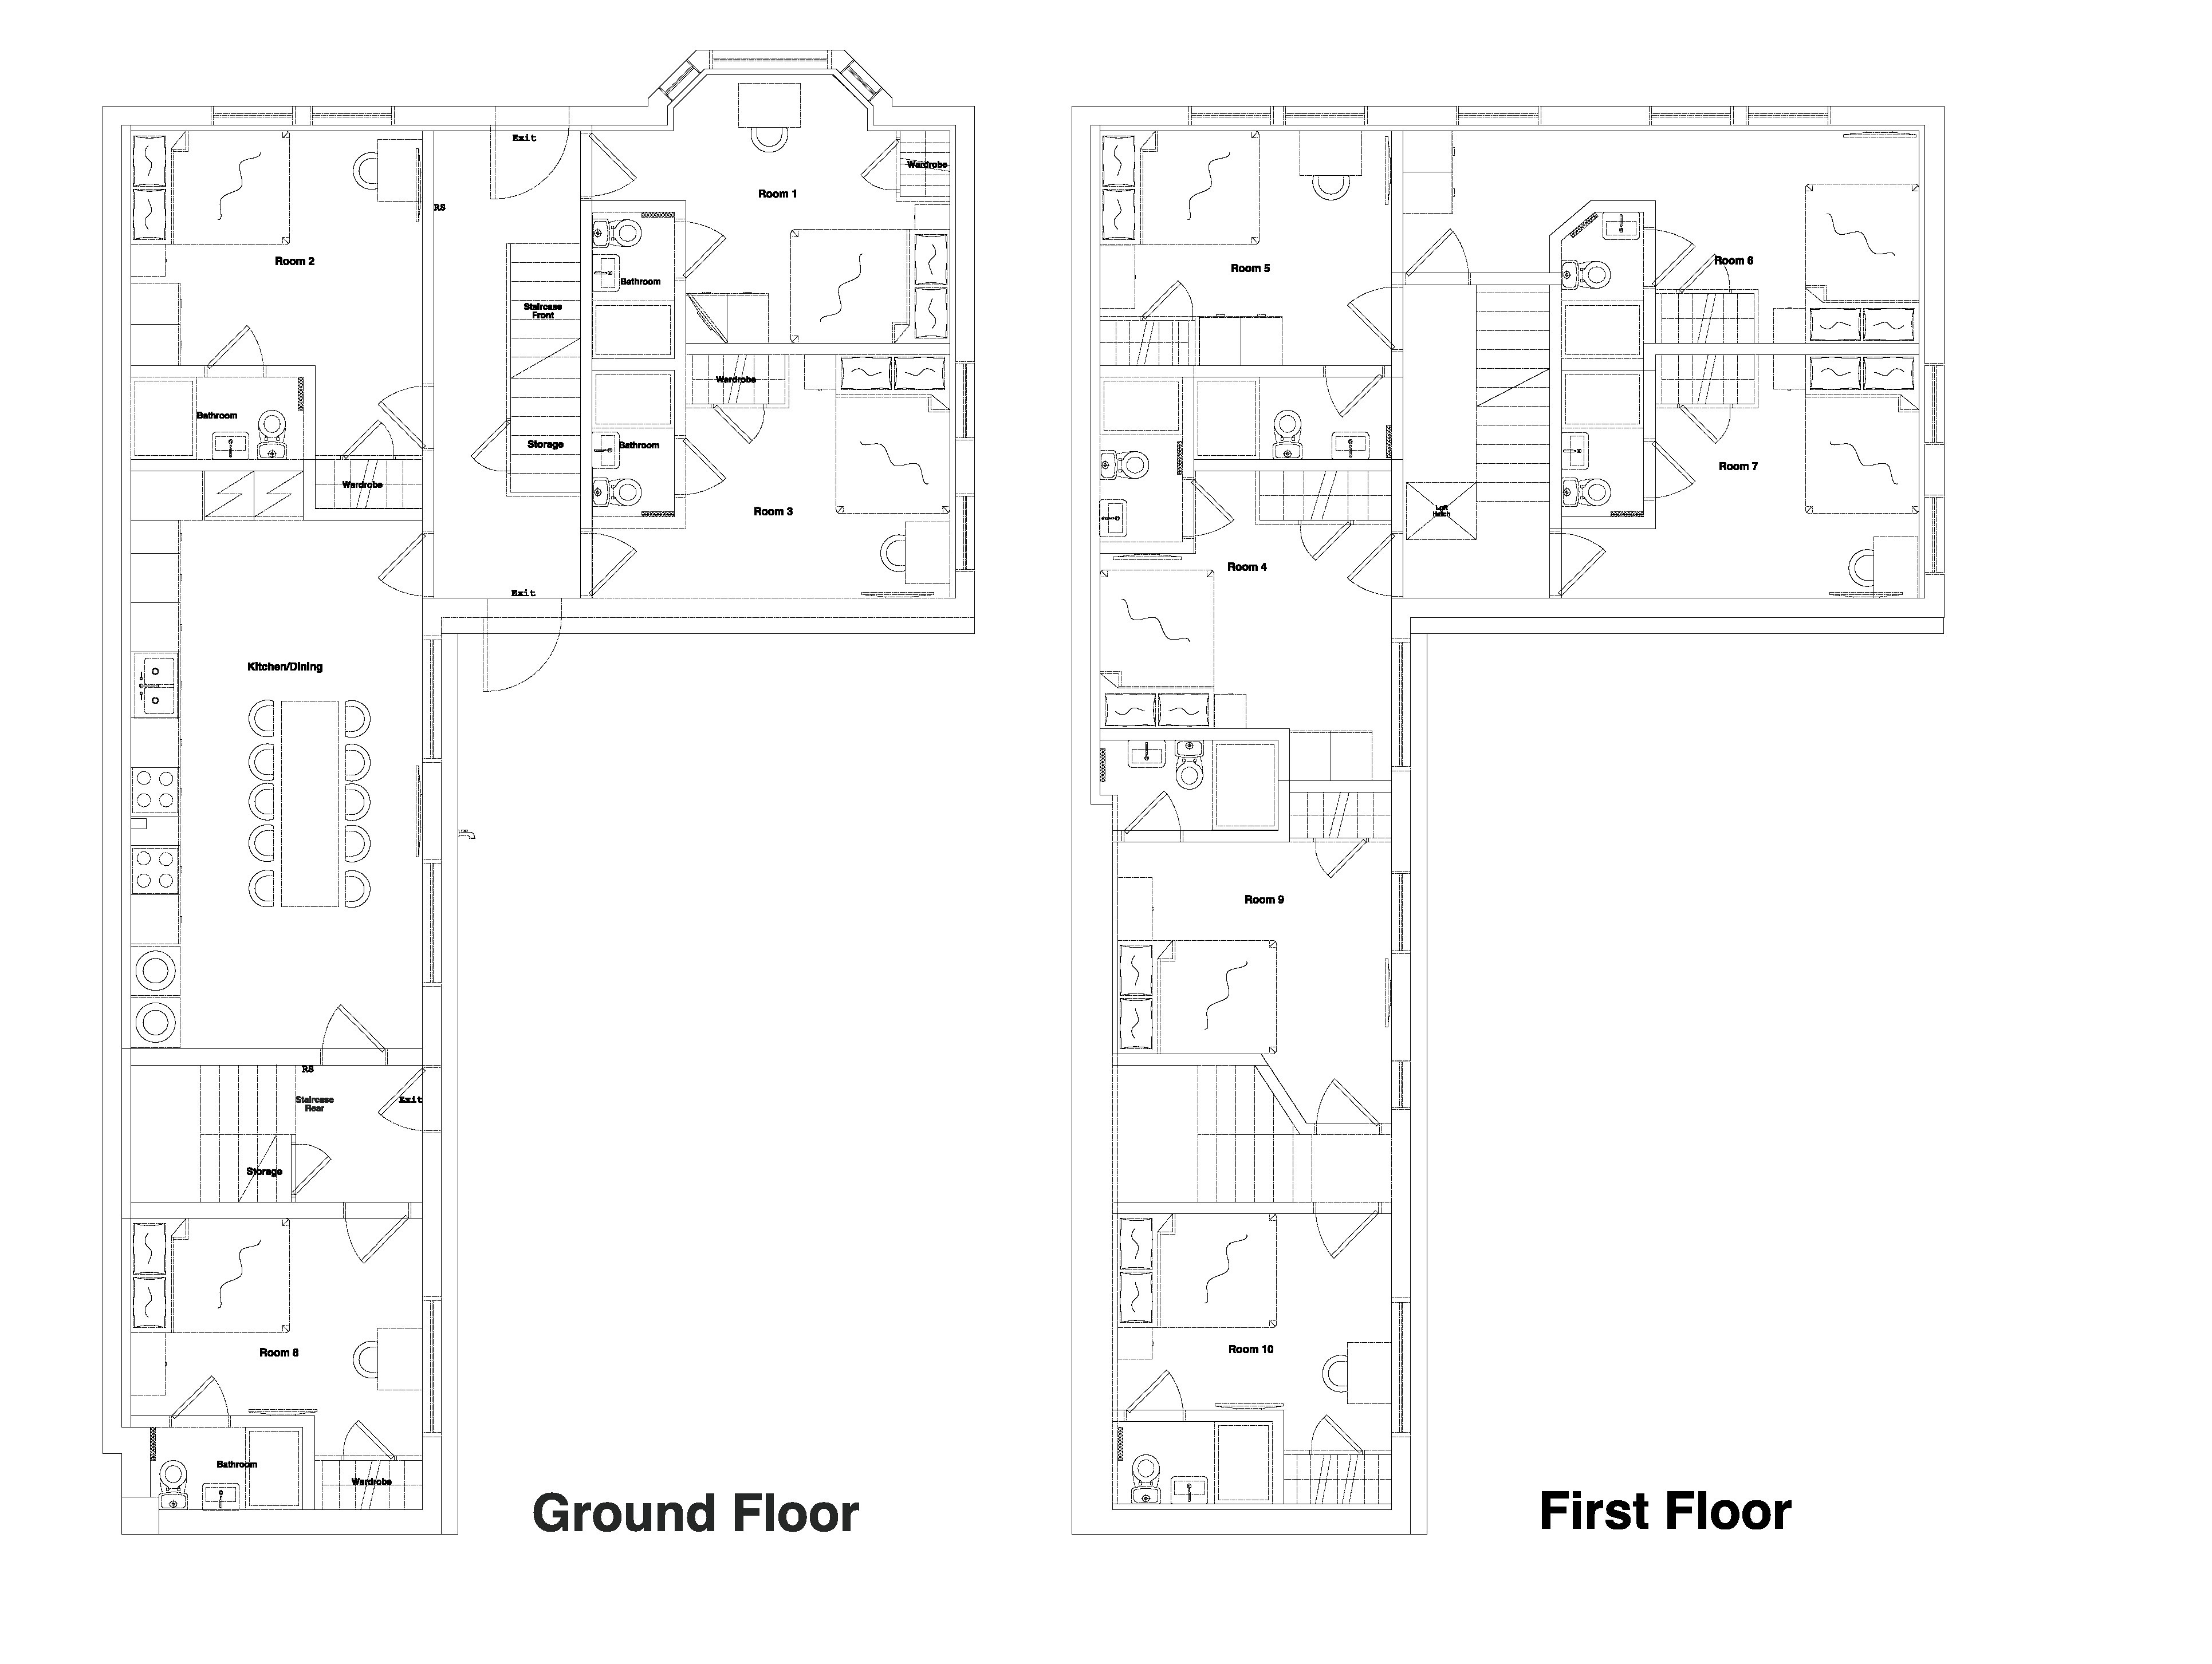 Exit
Wardrobe
Room 1
RS
Room 2
Bathroom
Staircase
Front
Wardrobe
Bathroom
Storage
Bathroom
Wardrobe
Room 3
Exit
Kitchen/Dining
RS
Staircase
Rear
Exit
Storage
Room 8
Bathroom
Wardrobe
Ground Floor
Room 5
Room 6
Room 7
Loft
Hatch
Room 4
Room 9
Room 10
First Floor